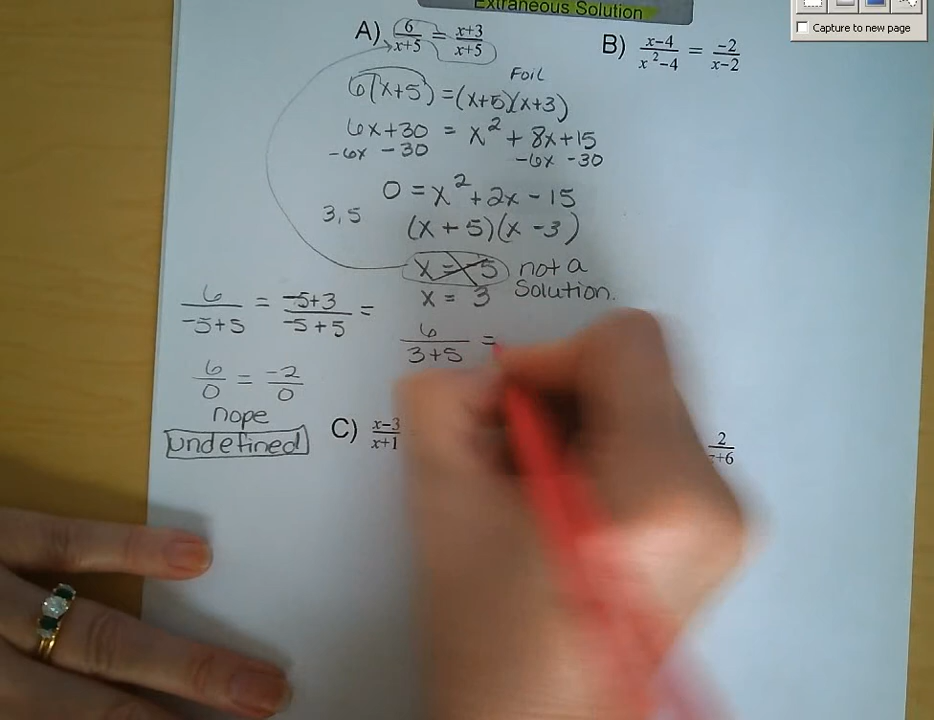 Extraneous Solution
Capture to new page
A) 6/x+5 = x+3/x+5
B) x-4/x²-4 = -2/x-2
Foil
6(x+5) = (x+5)(x+3)
6x+30 = x² + 8x+15
-6x -30 -6x -30
0 = x² + 2x - 15
3, 5 (x + 5)(x - 3)
x = -5 not a
x = 3 Solution.
6/-5+5 = -5+3/-5+5 =
6/3+5 =
6/0 = -2/0
nope
undefined
C) x-3/x+1
2/+6